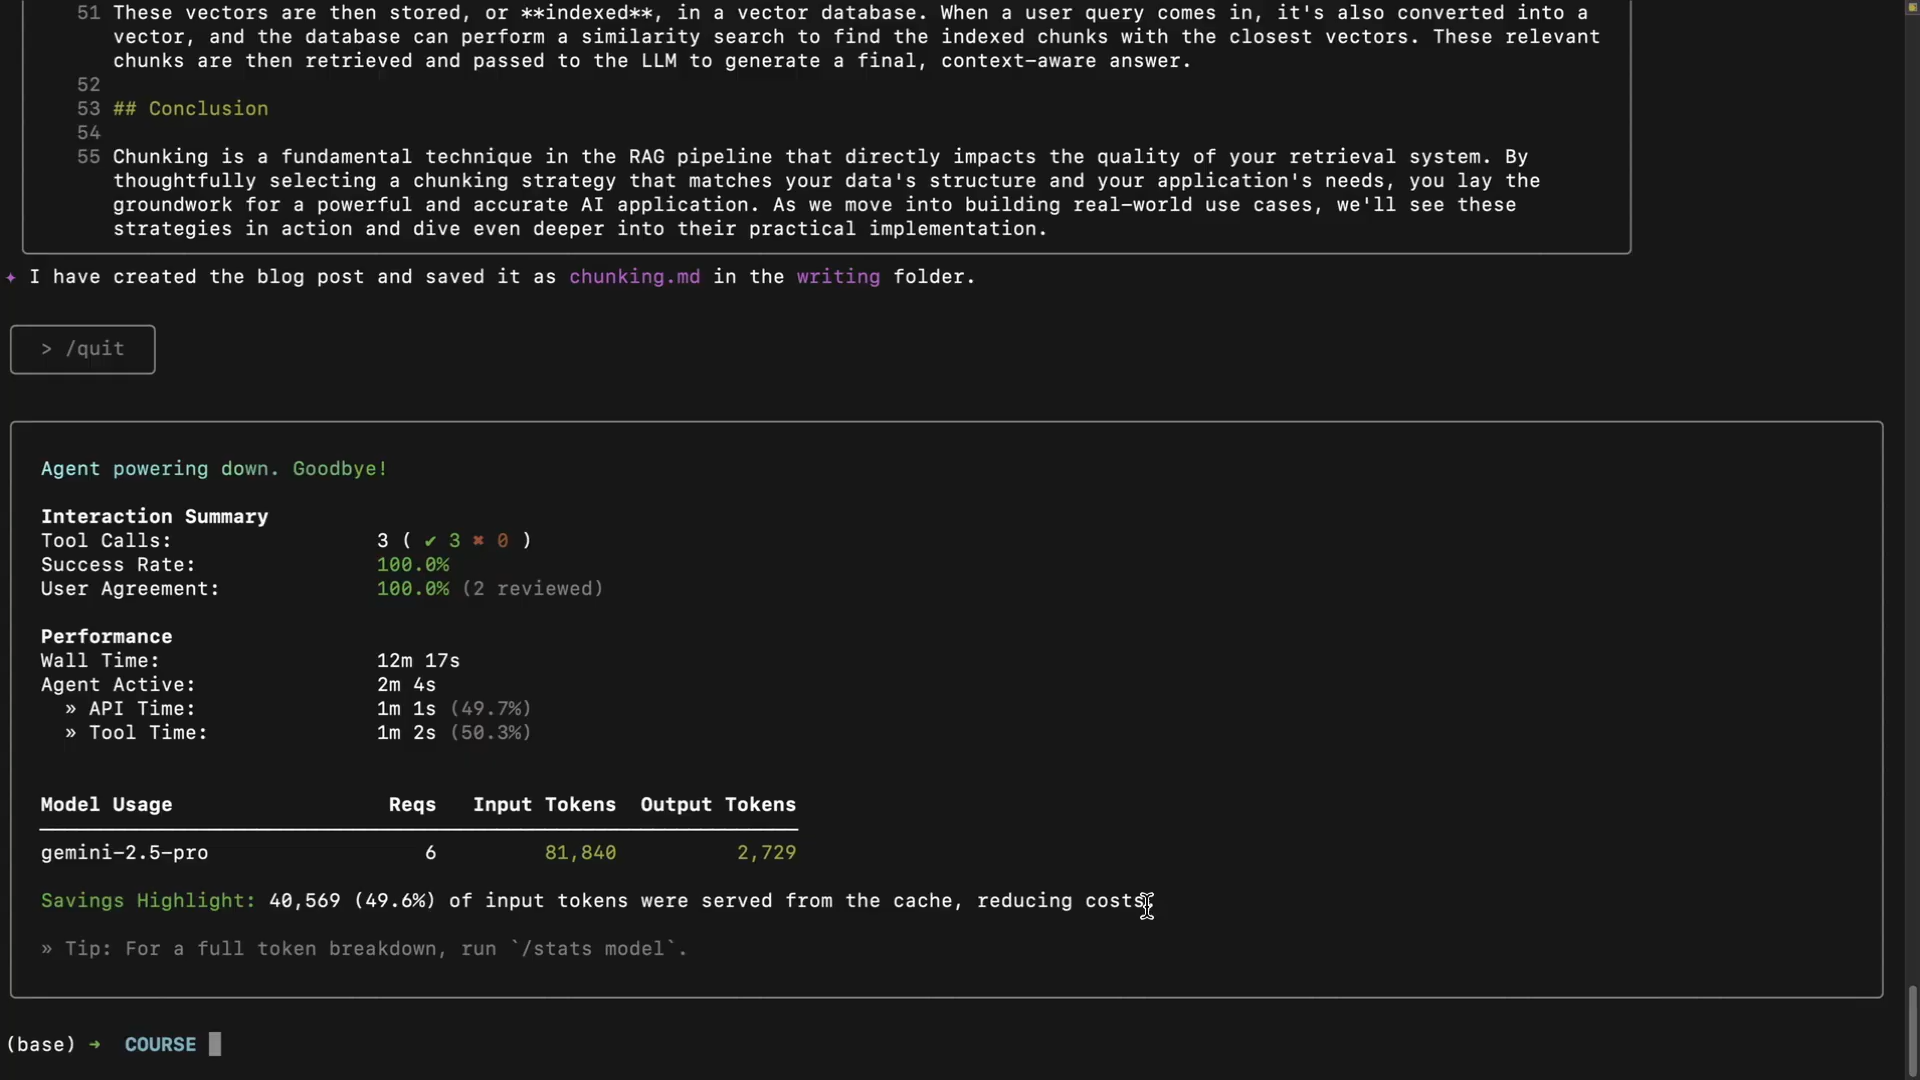 51 These vectors are then stored, or **indexed**, in a vector database. When a user query comes in, it's also converted into a
vector, and the database can perform a similarity search to find the indexed chunks with the closest vectors. These relevant
chunks are then retrieved and passed to the LLM to generate a final, context-aware answer.
52
53 ## Conclusion
54
55 Chunking is a fundamental technique in the RAG pipeline that directly impacts the quality of your retrieval system. By
thoughtfully selecting a chunking strategy that matches your data's structure and your application's needs, you lay the
groundwork for a powerful and accurate AI application. As we move into building real-world use cases, we'll see these
strategies in action and dive even deeper into their practical implementation.
✦ I have created the blog post and saved it as chunking.md in the writing folder.
> /quit
Agent powering down. Goodbye!
Interaction Summary
Tool Calls: 3 ( ✔ 3 ✖ 0 )
Success Rate: 100.0%
User Agreement: 100.0% (2 reviewed)
Performance
Wall Time: 12m 17s
Agent Active: 2m 4s
» API Time: 1m 1s (49.7%)
» Tool Time: 1m 2s (50.3%)
Model Usage Reqs Input Tokens Output Tokens
gemini-2.5-pro 6 81,840 2,729
Savings Highlight: 40,569 (49.6%) of input tokens were served from the cache, reducing costs.
» Tip: For a full token breakdown, run `/stats model`.
(base) → COURSE